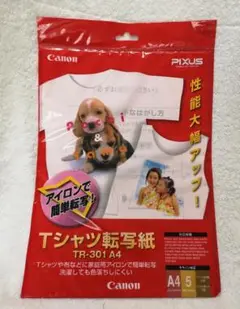 Canon
PIXUS
性能大幅アップ!
なはがし方
&
アイロンで
簡単転写!
Tシャツ転写紙
TR-301 A4
Tシャツや布などに家庭用アイロンで簡単転写
洗濯しても色落ちしにくい
A4
5
Canon